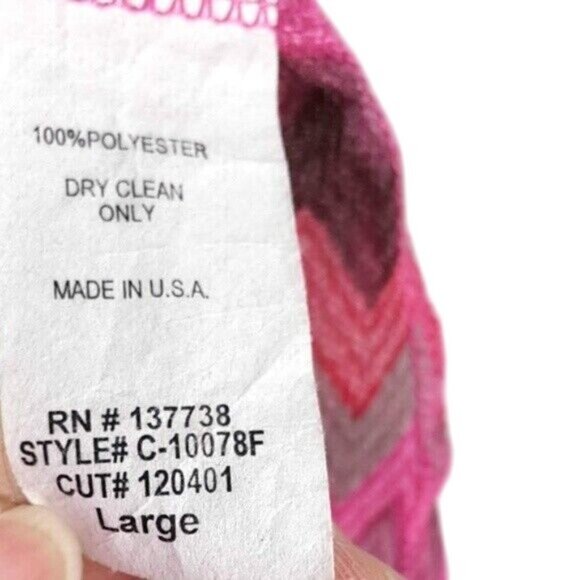 100%POLYESTER
DRY CLEAN
ONLY
MADE IN U.S.A.
RN # 137738
STYLE# C-10078F
CUT# 120401
Large